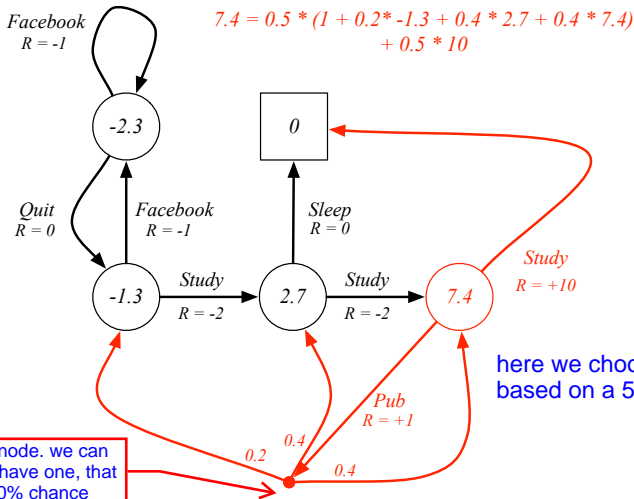 Facebook
R = -1
7.4 = 0.5 * (1 + 0.2* -1.3 + 0.4 * 2.7 + 0.4 * 7.4)
+ 0.5 * 10
-2.3
0
Quit
R = 0
Facebook
R = -1
Sleep
R = 0
Study
R = +10
-1.3
Study
R = -2
2.7
Study
R = -2
7.4
here we choo
based on a 5
Pub
R = +1
0.2
0.4
0.4
node. we can
have one, that
0% chance